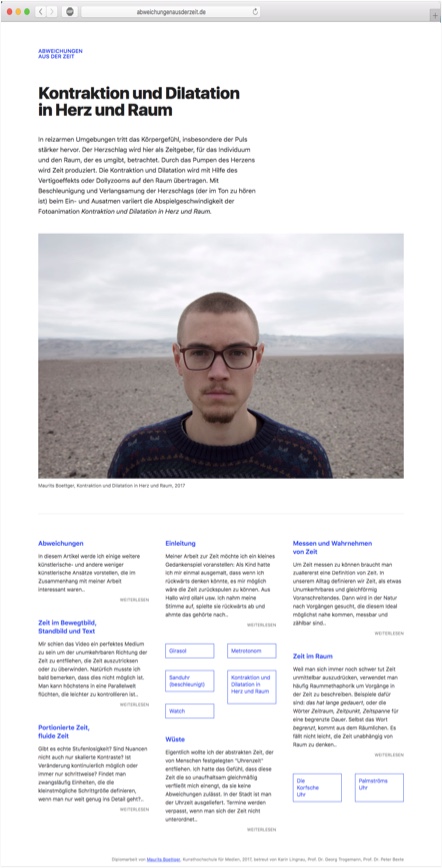 abweichungenausderzeit.de
ABWEICHUNGEN
AUS DER ZEIT
Kontraktion und Dilatation
in Herz und Raum
In reizarmen Umgebungen tritt das Körpergefühl, insbesondere der Puls
stärker hervor. Der Herzschlag wird hier als Zeitgeber, für das Individuum
und den Raum, der es umgibt, betrachtet. Durch das Pumpen des Herzens
wird Zeit produziert. Die Kontraktion und Dilatation wird mit Hilfe des
Vertigoeffekts oder Dollyzooms auf den Raum übertragen. Mit
Beschleunigung und Verlangsamung der Herzschlags (der im Ton zu hören
ist) beim Ein- und Ausatmen variiert die Abspielgeschwindigkeit der
Fotoanimation Kontraktion und Dilatation in Herz und Raum.
Maurits Boettger, Kontraktion und Dilatation in Herz und Raum, 2017
Abweichungen
In diesem Artikel werde ich einige weitere
künstlerische- und andere weniger
künstlerische Ansätze vorstellen, die im
Zusammenhang mit meiner Arbeit
interessant waren..
WEITERLESEN
Zeit im Bewegtbild,
Standbild und Text
Mir schien das Video ein perfektes Medium
zu sein um der unumkehrbaren Richtung der
Zeit zu entfliehen, die Zeit auszutricksen
oder zu überwinden. Natürlich musste ich
bald bemerken, dass dies nicht möglich ist.
Man kann höchstens in eine Parallelwelt
flüchten, die leichter zu kontrollieren ist..
WEITERLESEN
Portionierte Zeit,
fluide Zeit
Gibt es echte Stufenlosigkeit? Sind Nuancen
nicht auch nur skalierte Kontraste? Ist
Veränderung kontinuierlich möglich oder
immer nur schrittweise? Findet man
zwangsläufig Einheiten, die die
kleinstmögliche Schrittgröße definieren,
wenn man nur weit genug ins Detail geht?..
WEITERLESEN
Einleitung
Meiner Arbeit zur Zeit möchte ich ein kleines
Gedankenspiel voranstellen: Als Kind hatte
ich mir einmal ausgemalt, dass wenn ich
rückwärts denken könnte, es mir möglich
wäre die Zeit zurückspulen zu können. Aus
Hallo wird ollah usw. Ich nahm meine
Stimme auf, spielte sie rückwärts ab und
ahmte das gehörte nach..
WEITERLESEN
Girasol
Metrotonom
Sanduhr
(beschleunigt)
Kontraktion und
Dilatation in
Herz und Raum
Watch
Wüste
Eigentlich wollte ich der abstrakten Zeit, der
von Menschen festgelegten "Uhrenzeit"
entfliehen. Ich hatte das Gefühl, dass diese
Zeit die so unaufhaltsam gleichmäßig
verfließt mich einengt, da sie keine
Abweichungen zulässt. In der Stadt ist man
der Uhrzeit ausgeliefert. Termine werden
verpasst, wenn man sich der Zeit nicht
unterordnet..
WEITERLESEN
Messen und Wahrnehmen
von Zeit
Um Zeit messen zu können braucht man
zuallererst eine Definition von Zeit. In
unserem Alltag definieren wir Zeit, als etwas
Unumkehrbares und gleichförmig
Voranschreitendes. Dann wird in der Natur
nach Vorgängen gesucht, die diesem Ideal
möglichst nahe kommen, messbar und
zählbar sind..
WEITERLESEN
Zeit im Raum
Weil man sich immer noch schwer tut Zeit
unmittelbar auszudrücken, verwendet man
häufig Raummethaphorik um Vorgänge in
der Zeit zu beschreiben. Beispiele dafür
sind: das hat lange gedauert, oder die
Wörter Zeitraum, Zeitpunkt, Zeitspanne für
eine begrenzte Dauer. Selbst das Wort
begrenzt, kommt aus dem Räumlichen. Es
fällt nicht leicht, die Zeit unabhängig von
Raum zu denken..
WEITERLESEN
Die
Korfsche
Uhr
Palmströms
Uhr
Diplomarbeit von Maurits Boettger, Kunsthochschule für Medien, 2017, betreut von Karin Lingnau, Prof. Dr. Georg Trogemann, Prof. Dr. Peter Bexte